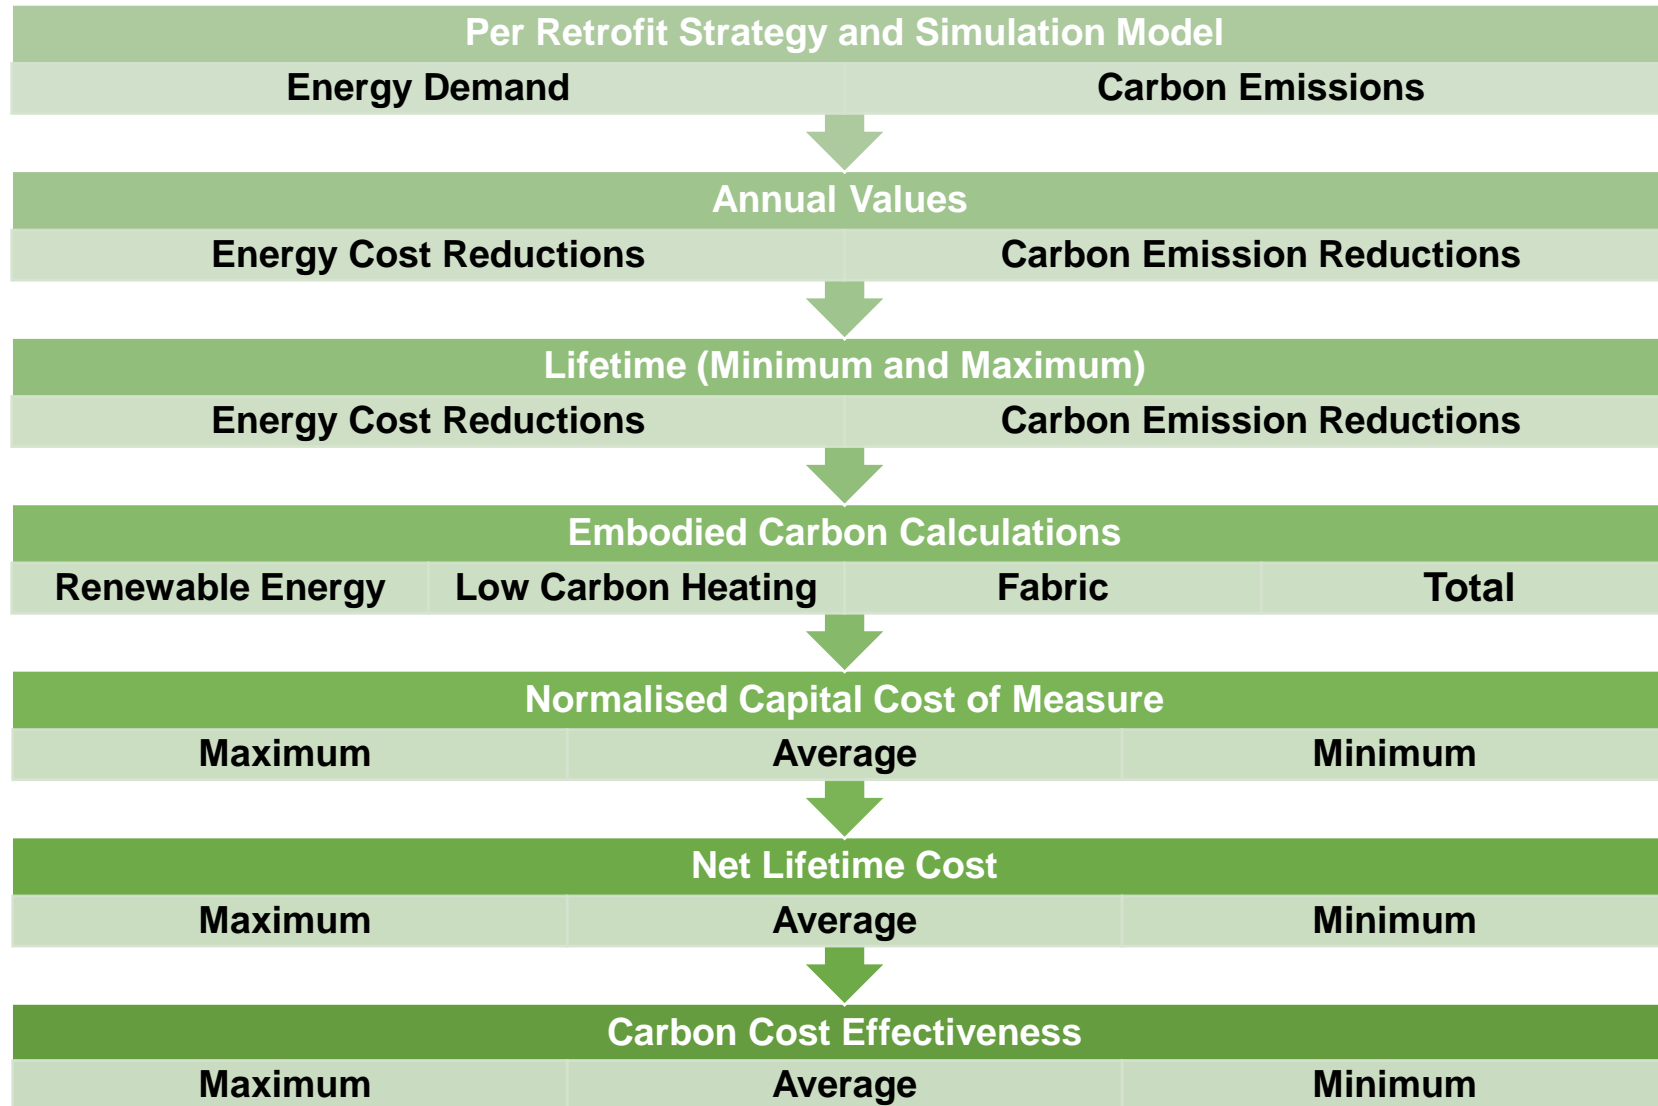 Per Retrofit Strategy and Simulation Model
Energy Demand Carbon Emissions
Annual Values
Energy Cost Reductions Carbon Emission Reductions
Lifetime (Minimum and Maximum)
Energy Cost Reductions Carbon Emission Reductions
Embodied Carbon Calculations
Renewable Energy Low Carbon Heating Fabric Total
Normalised Capital Cost of Measure
Maximum Average Minimum
Net Lifetime Cost
Maximum Average Minimum
Carbon Cost Effectiveness
Maximum Average Minimum